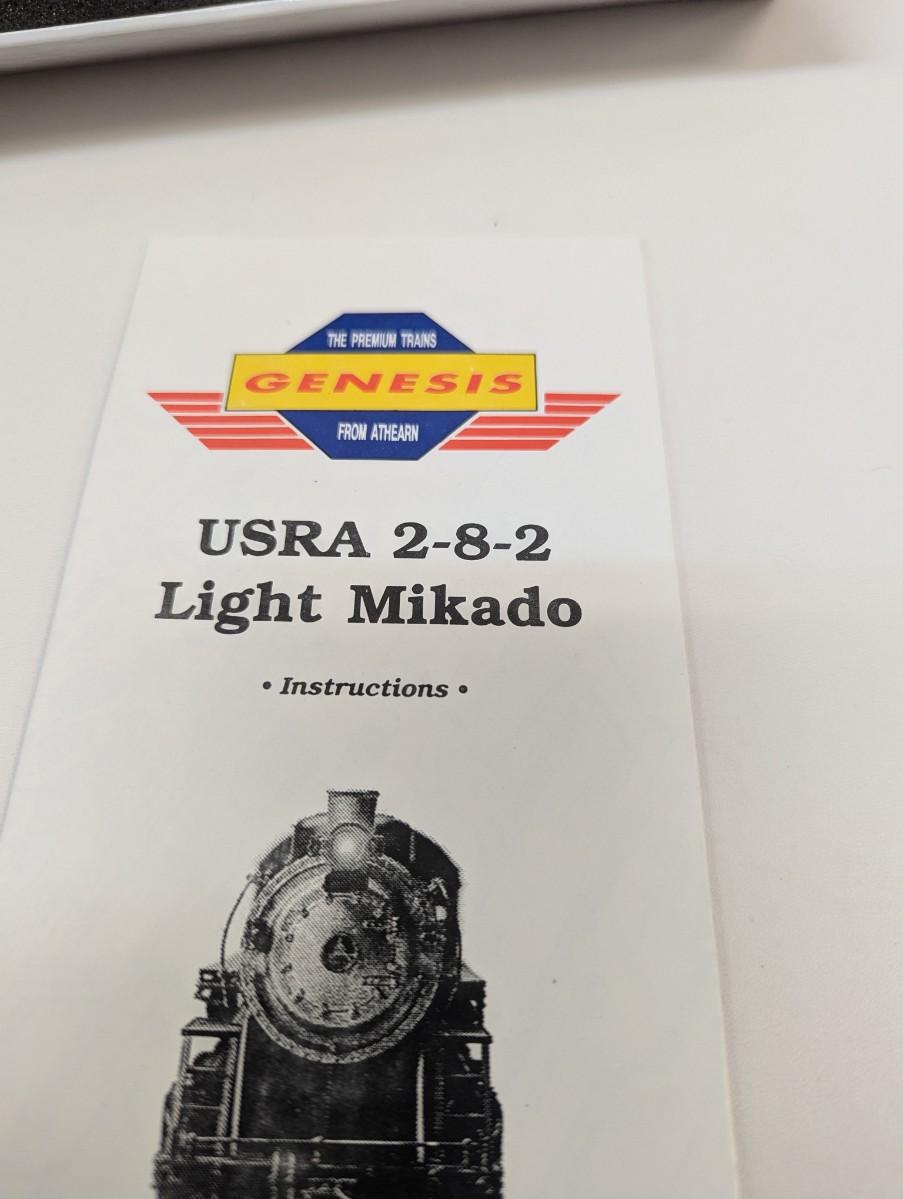 THE PREMIUM TRAINS
GENESIS
FROM ATHEARN
USRA 2-8-2
Light Mikado
• Instructions •